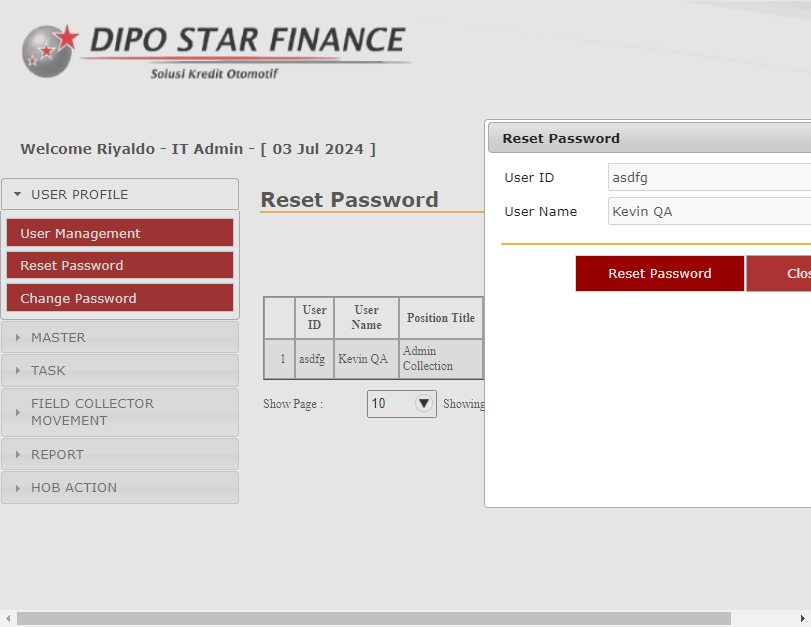 DIPO STAR FINANCE
Solusi Kredit Otomotif
Welcome Riyaldo - IT Admin - [ 03 Jul 2024 ]
USER PROFILE
User Management
Reset Password
Change Password
MASTER
TASK
FIELD COLLECTOR
MOVEMENT
REPORT
HOB ACTION
Reset Password
User ID User Name Position Title
1 asdfg Kevin QA Admin Collection
Show Page : 10 Showing
Reset Password
User ID asdfg
User Name Kevin QA
Reset Password Clos